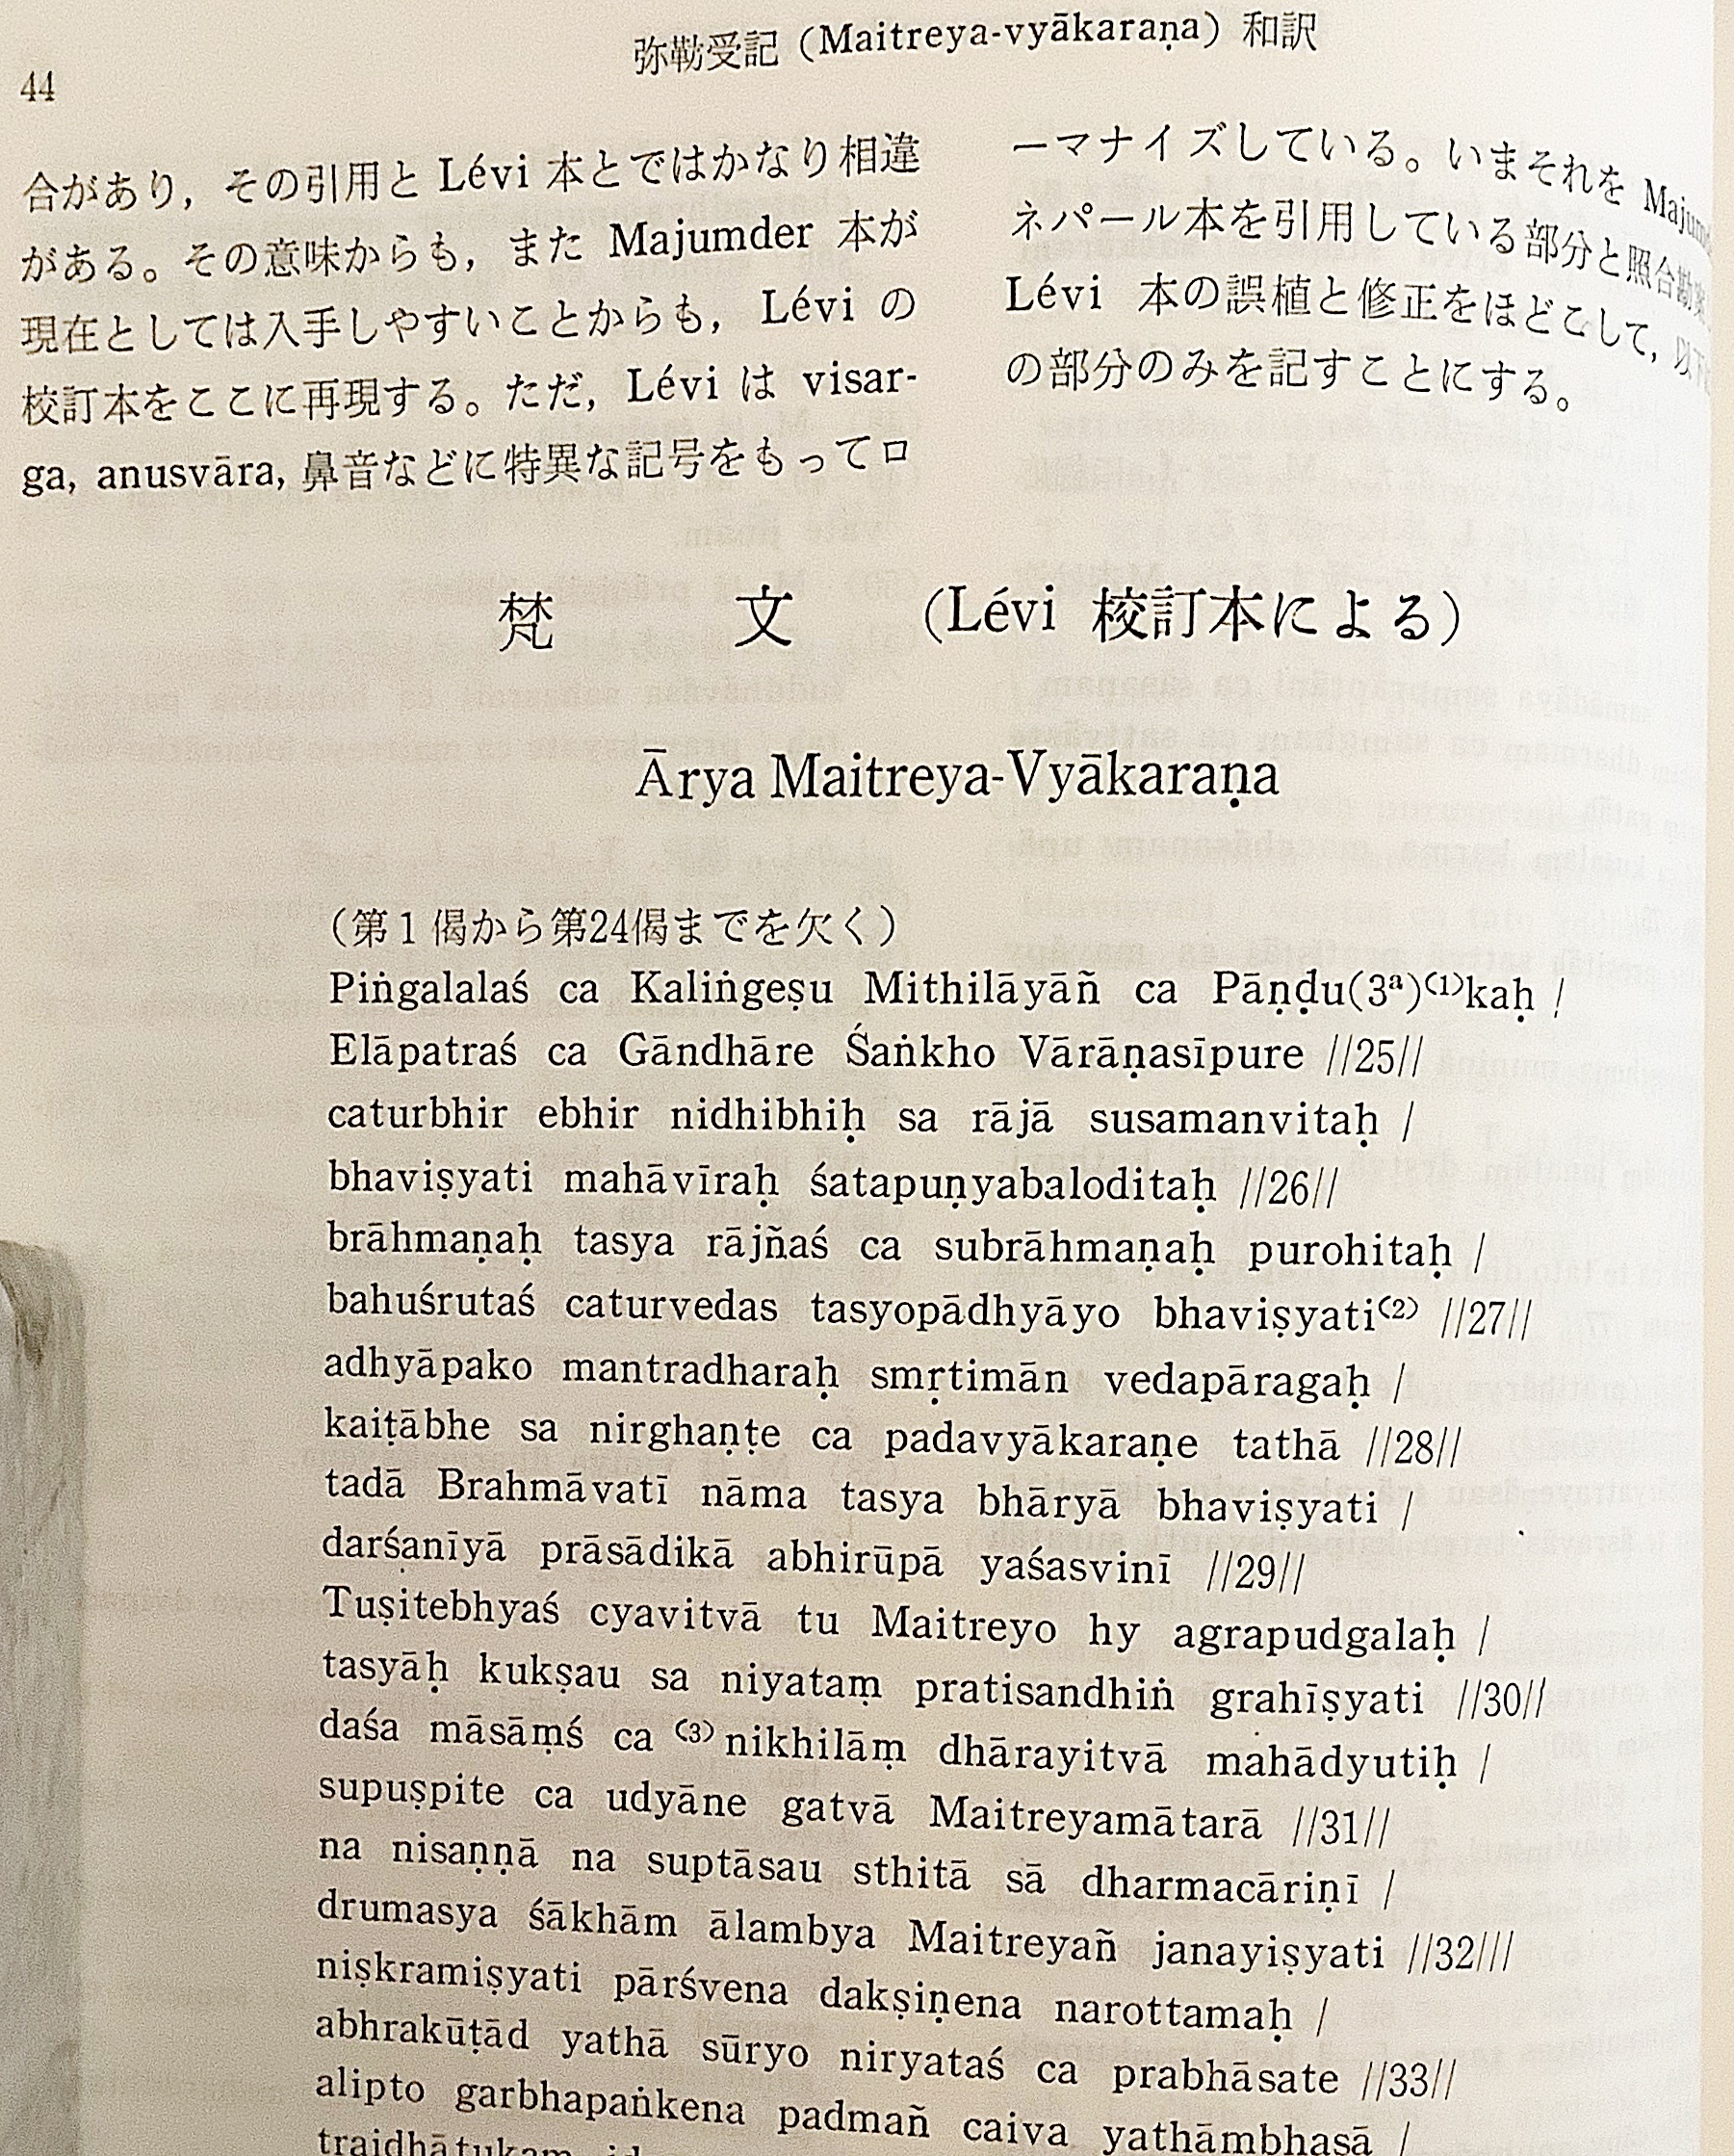 弥勒受記（Maitreya-vyākaraṇa）和訳
44
合があり，その引用と Lévi 本とではかなり相違
がある。その意味からも，また Majumder 本が
現在としては入手しやすいことからも，Lévi の
校訂本をここに再現する。ただ，Lévi は visar-
ga, anusvāra, 鼻音などに特異な記号をもってロ
ーマナイズしている。いまそれを
ネパール本を引用している部分と照合勘案
Lévi 本の誤植と修正をほどこして，以下
の部分のみを記すことにする。
梵 文 （Lévi 校訂本による）
Ārya Maitreya-Vyākaraṇa
（第1偈から第24偈までを欠く）
Piṅgalalaś ca Kaliṅgeṣu Mithilāyāñ ca Pāṇḍu(3ᵃ)⁽¹⁾kaḥ /
Elāpatraś ca Gāndhāre Śaṅkho Vārāṇasīpure //25//
caturbhir ebhir nidhibhiḥ sa rājā susamanvitaḥ /
bhaviṣyati mahāvīraḥ śatapuṇyabaloditaḥ //26//
brāhmaṇaḥ tasya rājñaś ca subrāhmaṇaḥ purohitaḥ /
bahuśrutaś caturvedas tasyopādhyāyo bhaviṣyati⁽²⁾ //27//
adhyāpako mantradharaḥ smṛtimān vedapāragaḥ /
kaiṭābhe sa nirghaṇṭe ca padavyākaraṇe tathā //28//
tadā Brahmāvatī nāma tasya bhāryā bhaviṣyati /
darśanīyā prāsādikā abhirūpā yaśasvinī //29//
Tuṣitebhyaś cyavitvā tu Maitreyo hy agrapudgalaḥ /
tasyāḥ kukṣau sa niyataṃ pratisandhiṅ grahīṣyati //30//
daśa māsāṃś ca ⁽³⁾nikhilāṃ dhārayitvā mahādyutiḥ /
supuṣpite ca udyāne gatvā Maitreyamātarā //31//
na nisaṇṇā na suptāsau sthitā sā dharmacāriṇī /
drumasya śākhām ālambya Maitreyañ janayiṣyati //32///
niṣkramiṣyati pārśvena dakṣiṇena narottamaḥ /
abhrakūṭād yathā sūryo niryataś ca prabhāsate //33//
alipto garbhapaṅkena padmañ caiva yathāmbhasā /
traidhātukam